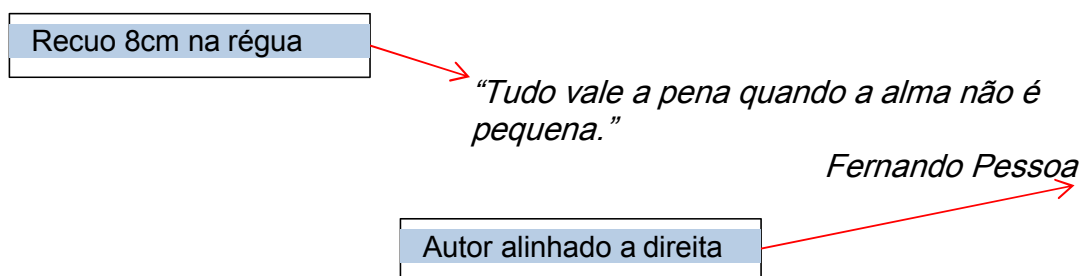 Recuo 8cm na régua
“Tudo vale a pena quando a alma não é
pequena.”
Fernando Pessoa
Autor alinhado a direita